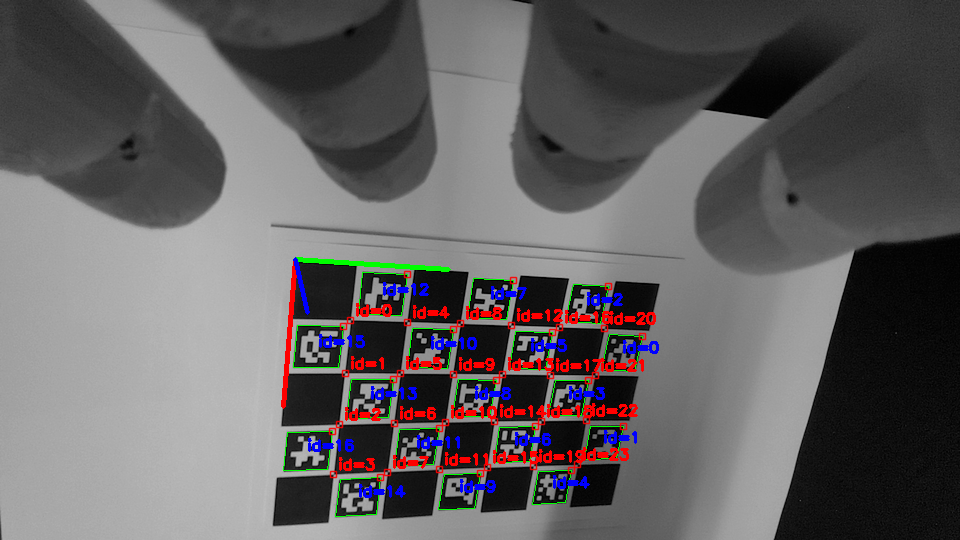 id=12 id=7 id=2
id=0 id=4 id=8 id=12 id=16 id=20
id=15 id=10 id=5 id=0
id=1 id=5 id=9 id=13 id=17 id=21
id=13 id=8 id=3
id=2 id=6 id=10 id=14 id=18 id=22
id=11 id=6 id=1
id=3 id=7 id=11 id=15 id=19 id=23
id=14 id=9 id=4